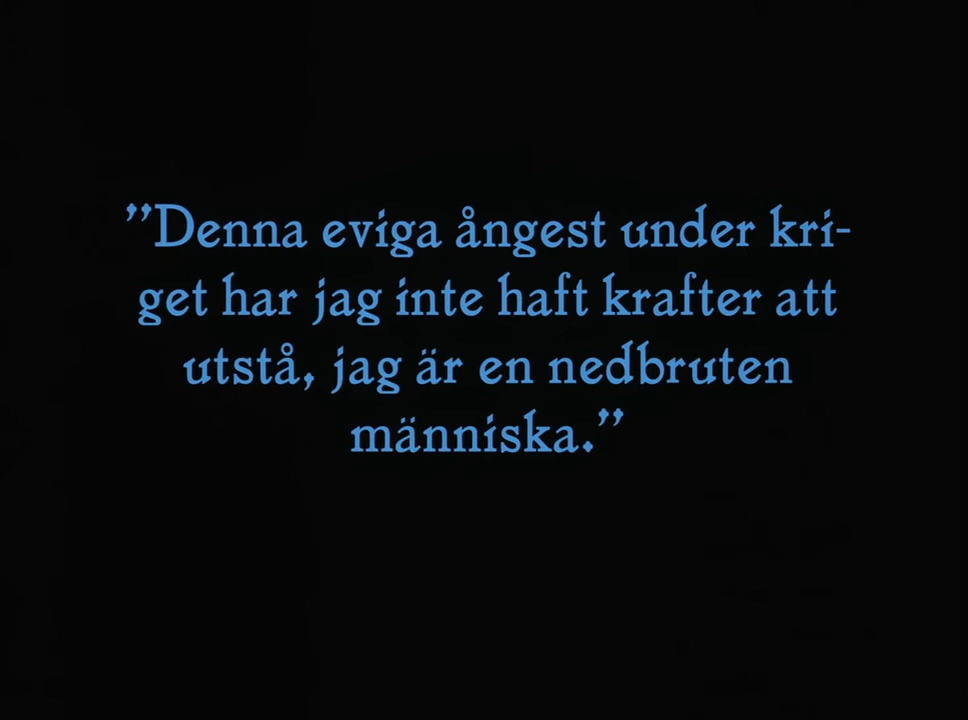 ”Denna eviga ångest under kri-
get har jag inte haft krafter att
utstå, jag är en nedbruten
människa.”